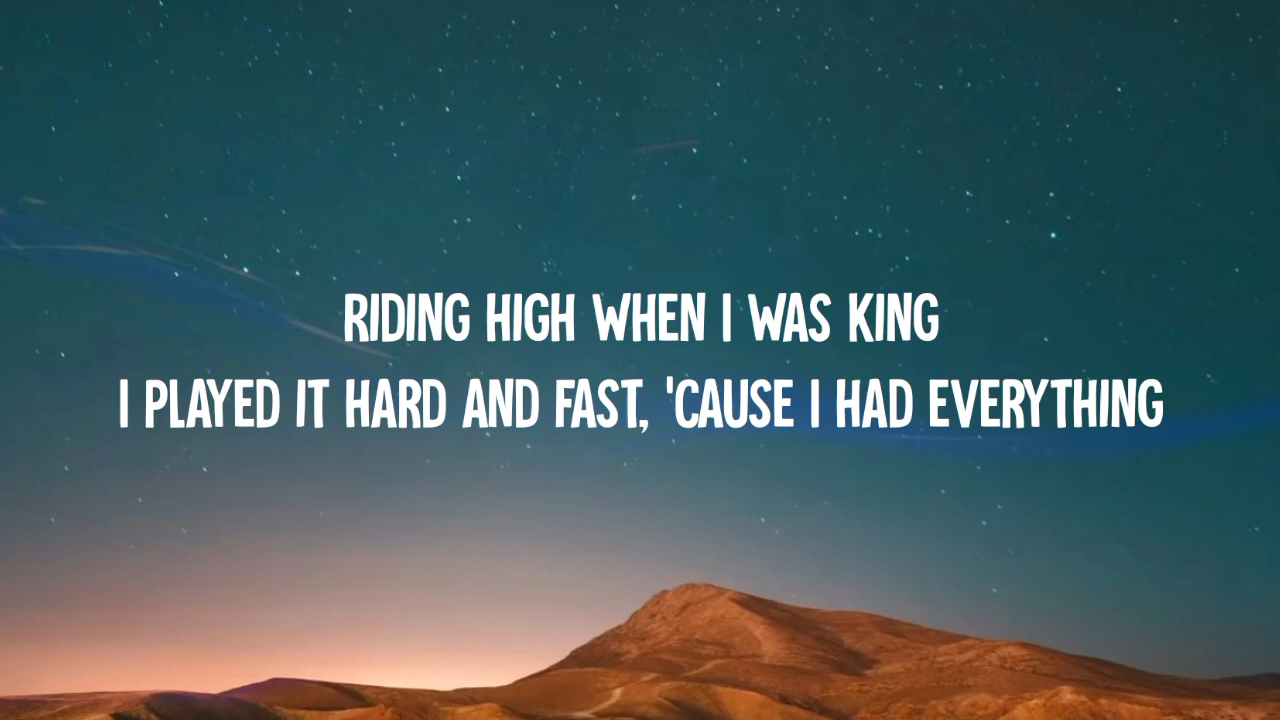 RIDING HIGH WHEN I WAS KING
I PLAYED IT HARD AND FAST, 'CAUSE I HAD EVERYTHING